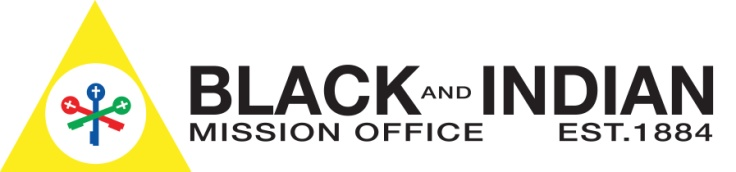 BLACK AND INDIAN
MISSION OFFICE EST.1884